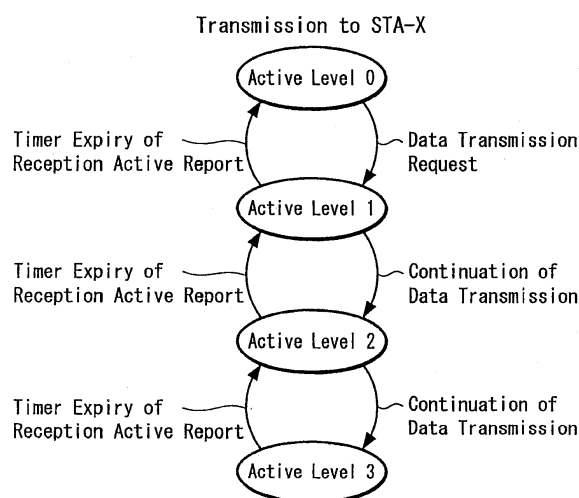 Transmission to STA-X
Active Level 0
Timer Expiry of
Reception Active Report
Data Transmission
Request
Active Level 1
Timer Expiry of
Reception Active Report
Continuation of
Data Transmission
Active Level 2
Timer Expiry of
Reception Active Report
Continuation of
Data Transmission
Active Level 3